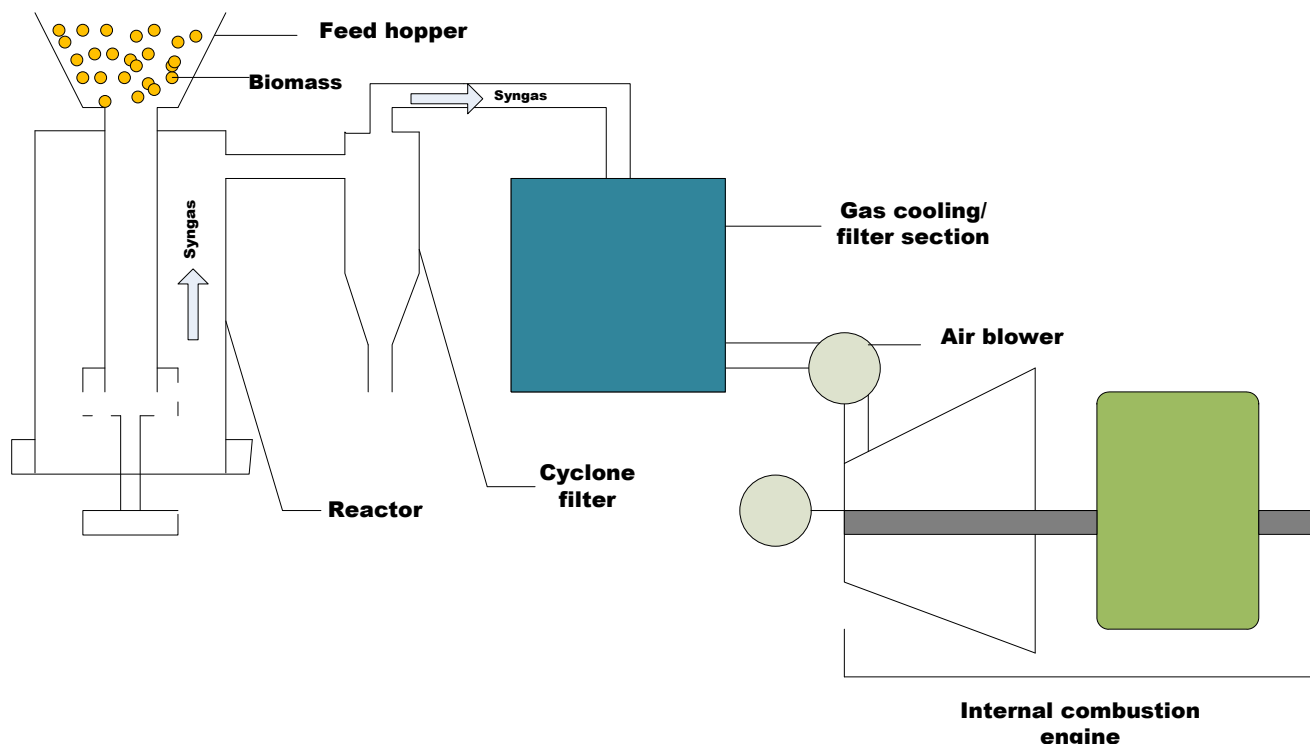 Feed hopper
Biomass
Syngas
Syngas
Gas cooling/
filter section
Air blower
Cyclone
filter
Reactor
Internal combustion
engine